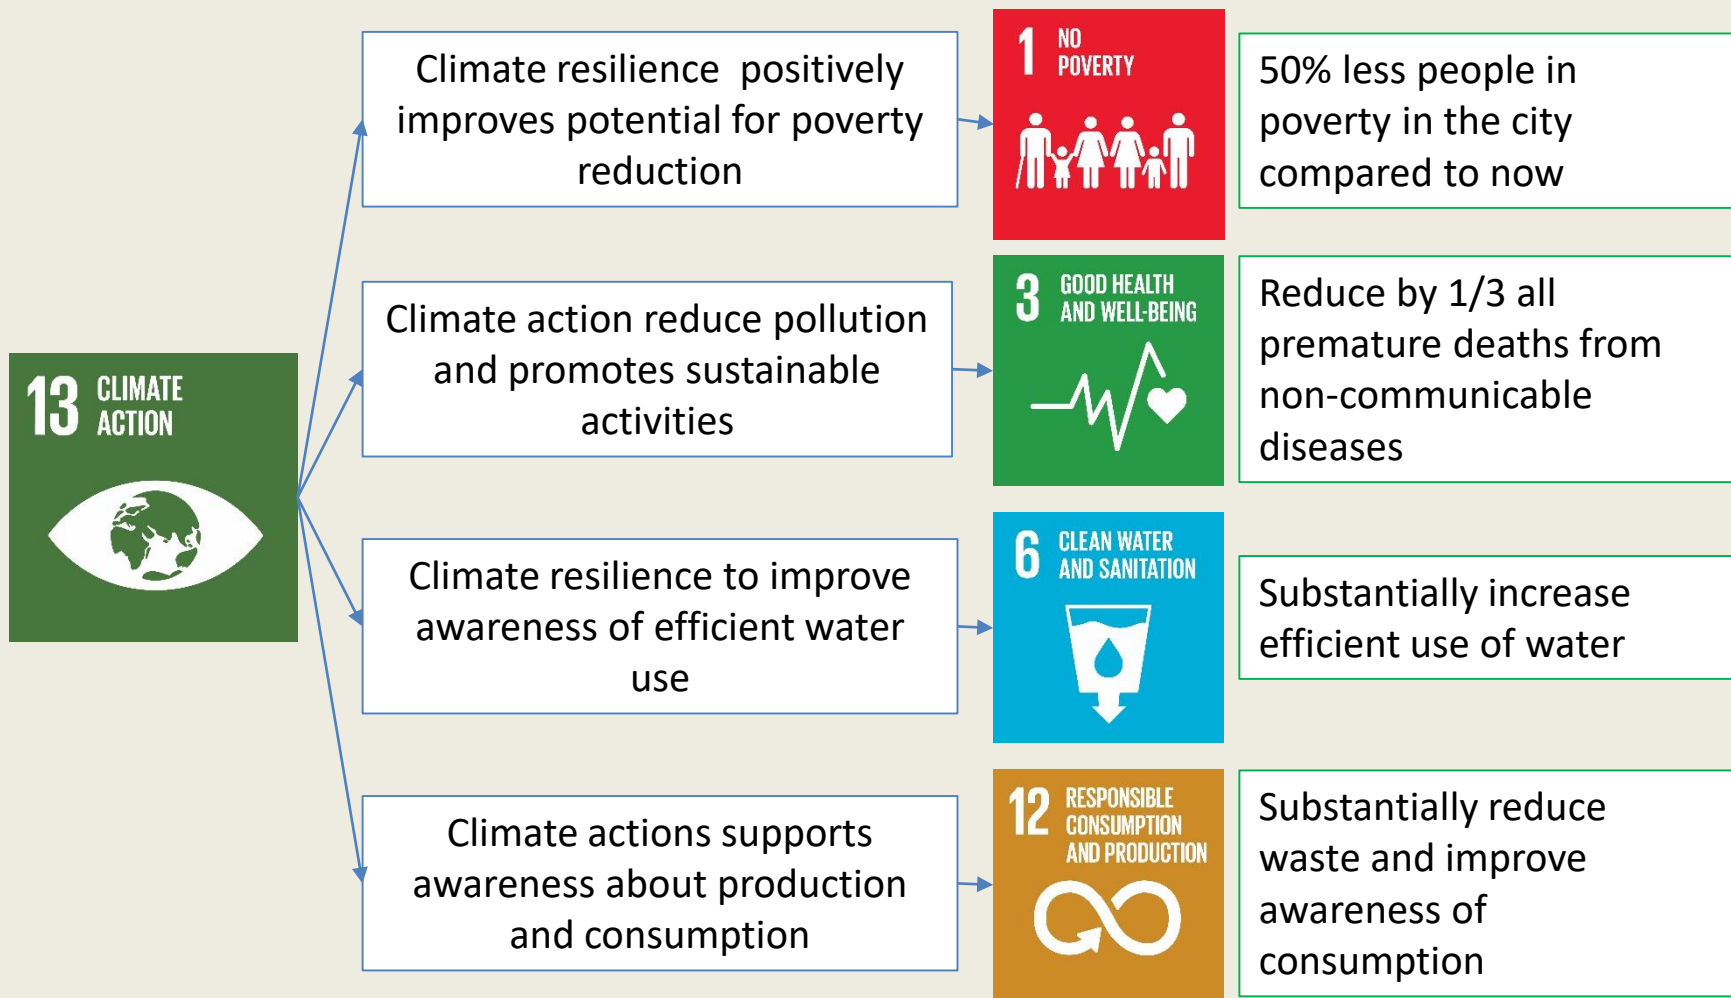 13 CLIMATE
ACTION
Climate resilience  positively
improves potential for poverty
reduction
1 NO
POVERTY
50% less people in
poverty in the city
compared to now
Climate action reduce pollution
and promotes sustainable
activities
3 GOOD HEALTH
AND WELL-BEING
Reduce by 1/3 all
premature deaths from
non-communicable
diseases
Climate resilience to improve
awareness of efficient water
use
6 CLEAN WATER
AND SANITATION
Substantially increase
efficient use of water
Climate actions supports
awareness about production
and consumption
12 RESPONSIBLE
CONSUMPTION
AND PRODUCTION
Substantially reduce
waste and improve
awareness of
consumption